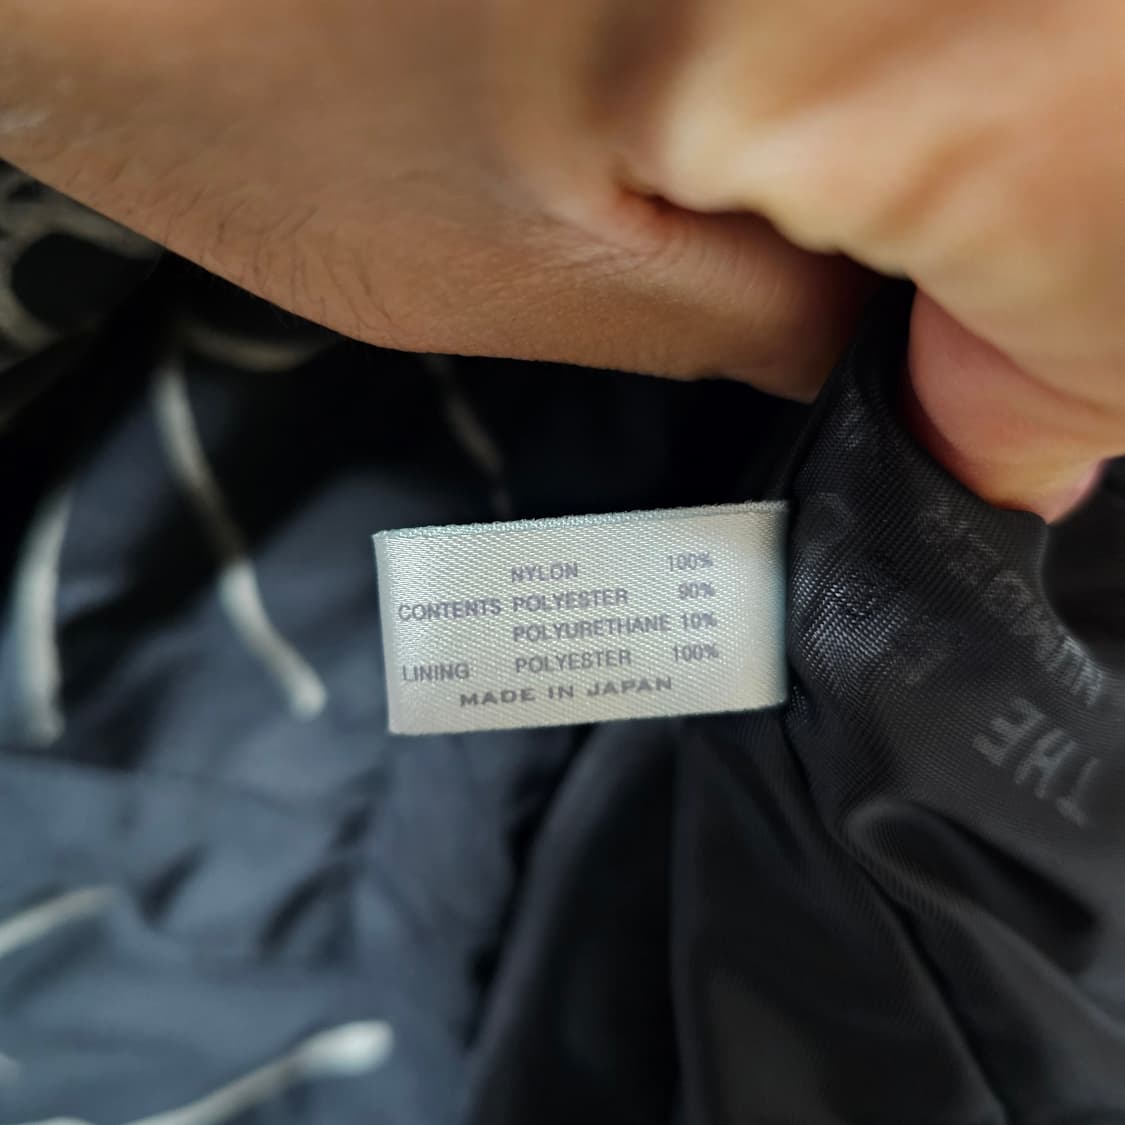 NYLON 100%
CONTENTS POLYESTER 90%
POLYURETHANE 10%
LINING POLYESTER 100%
MADE IN JAPAN
THE